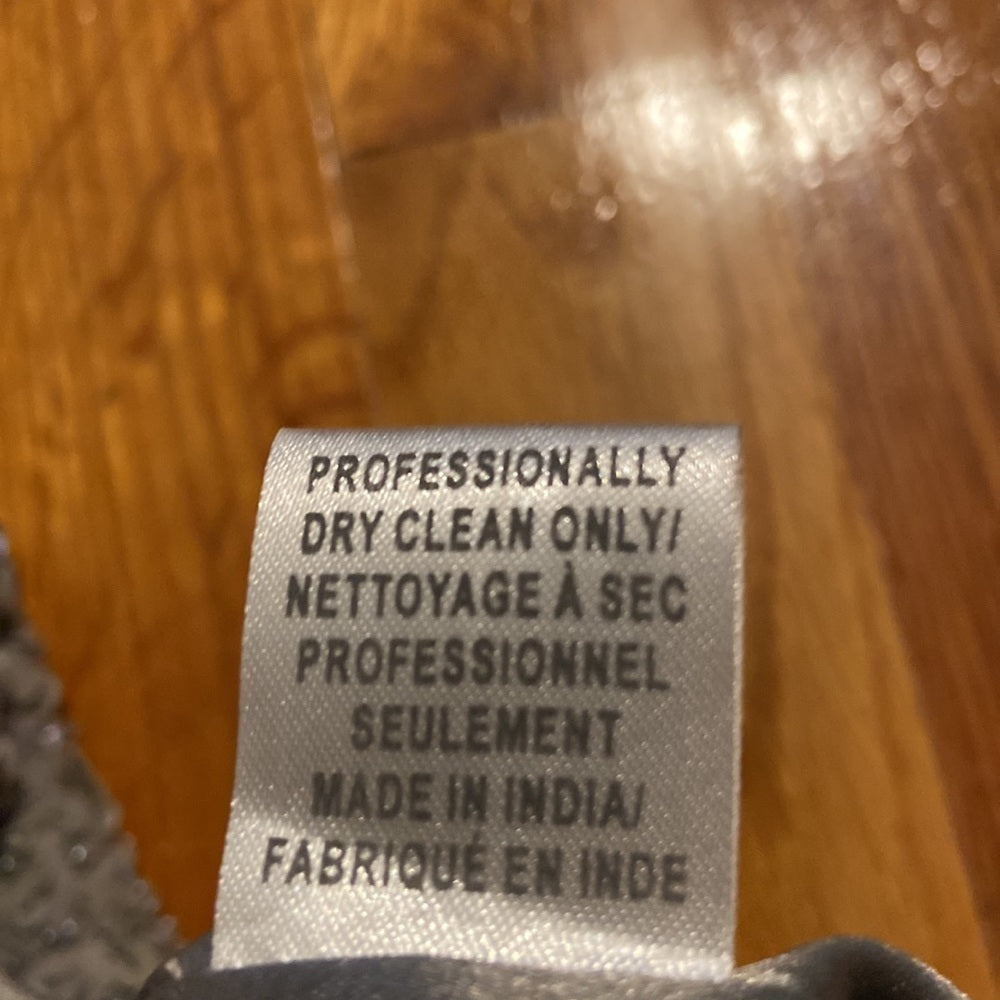 PROFESSIONALLY
DRY CLEAN ONLY/
NETTOYAGE À SEC
PROFESSIONNEL
SEULEMENT
MADE IN INDIA/
FABRIQUÉ EN INDE